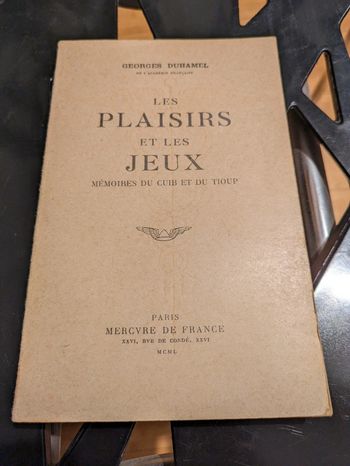 GEORGES DUHAMEL
DE L'ACADÉMIE FRANÇAISE
LES
PLAISIRS
ET LES
JEUX
MÉMOIRES DU CUIB ET DU TIOUP
PARIS
MERCVRE DE FRANCE
XXVI, RVE DE CONDÉ, XXVI
MCML